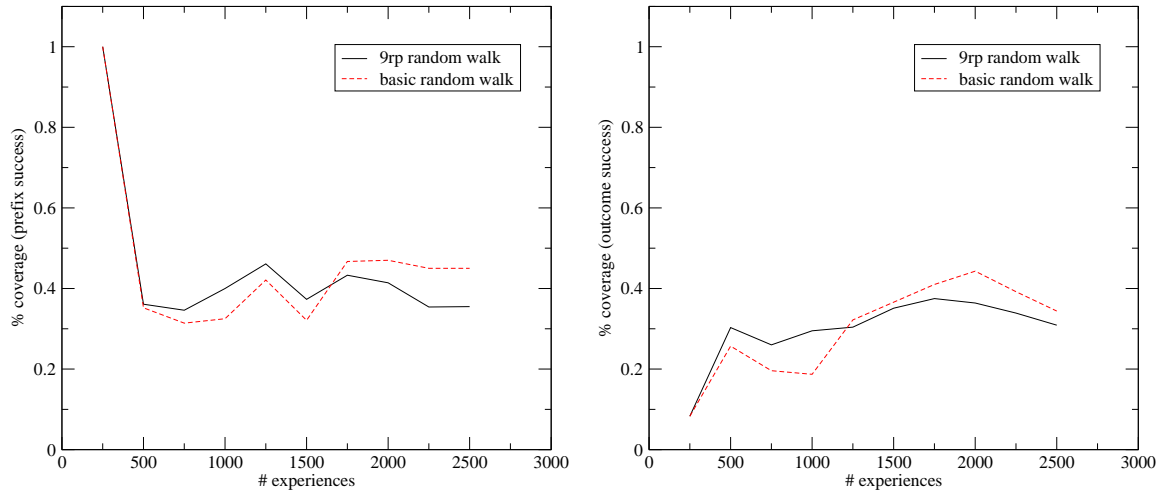 1
0.8
0.6
0.4
0.2
0
% coverage (prefix success)
9rp random walk
basic random walk
0 500 1000 1500 2000 2500 3000
# experiences
1
0.8
0.6
0.4
0.2
0
% coverage (outcome success)
9rp random walk
basic random walk
0 500 1000 1500 2000 2500 3000
# experiences